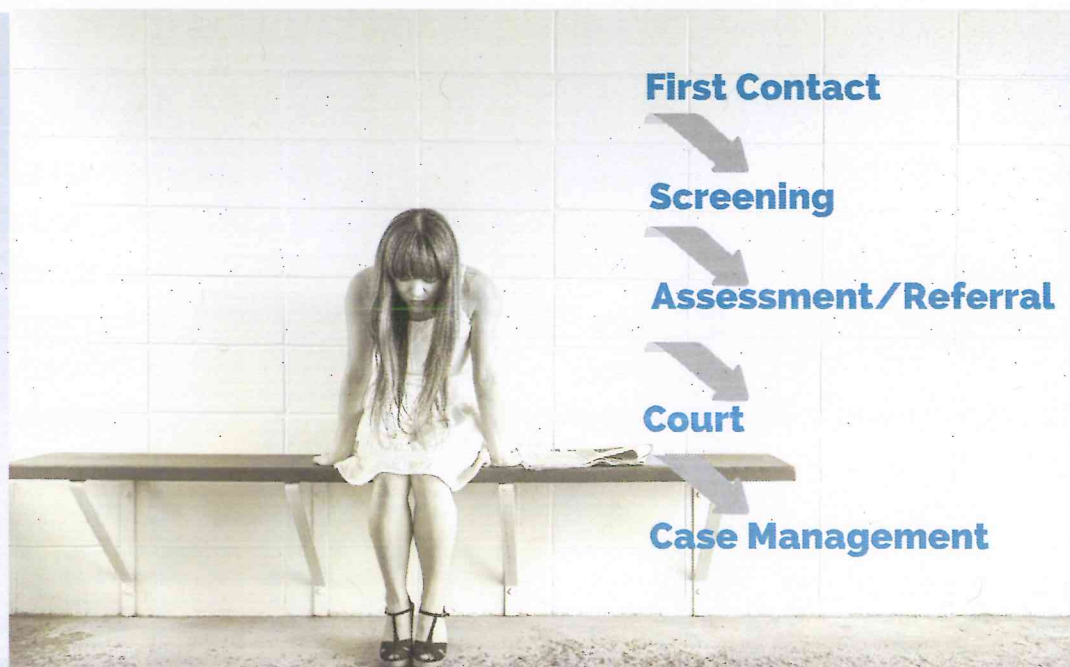 First Contact
Screening
Assessment/Referral
Court
Case Management